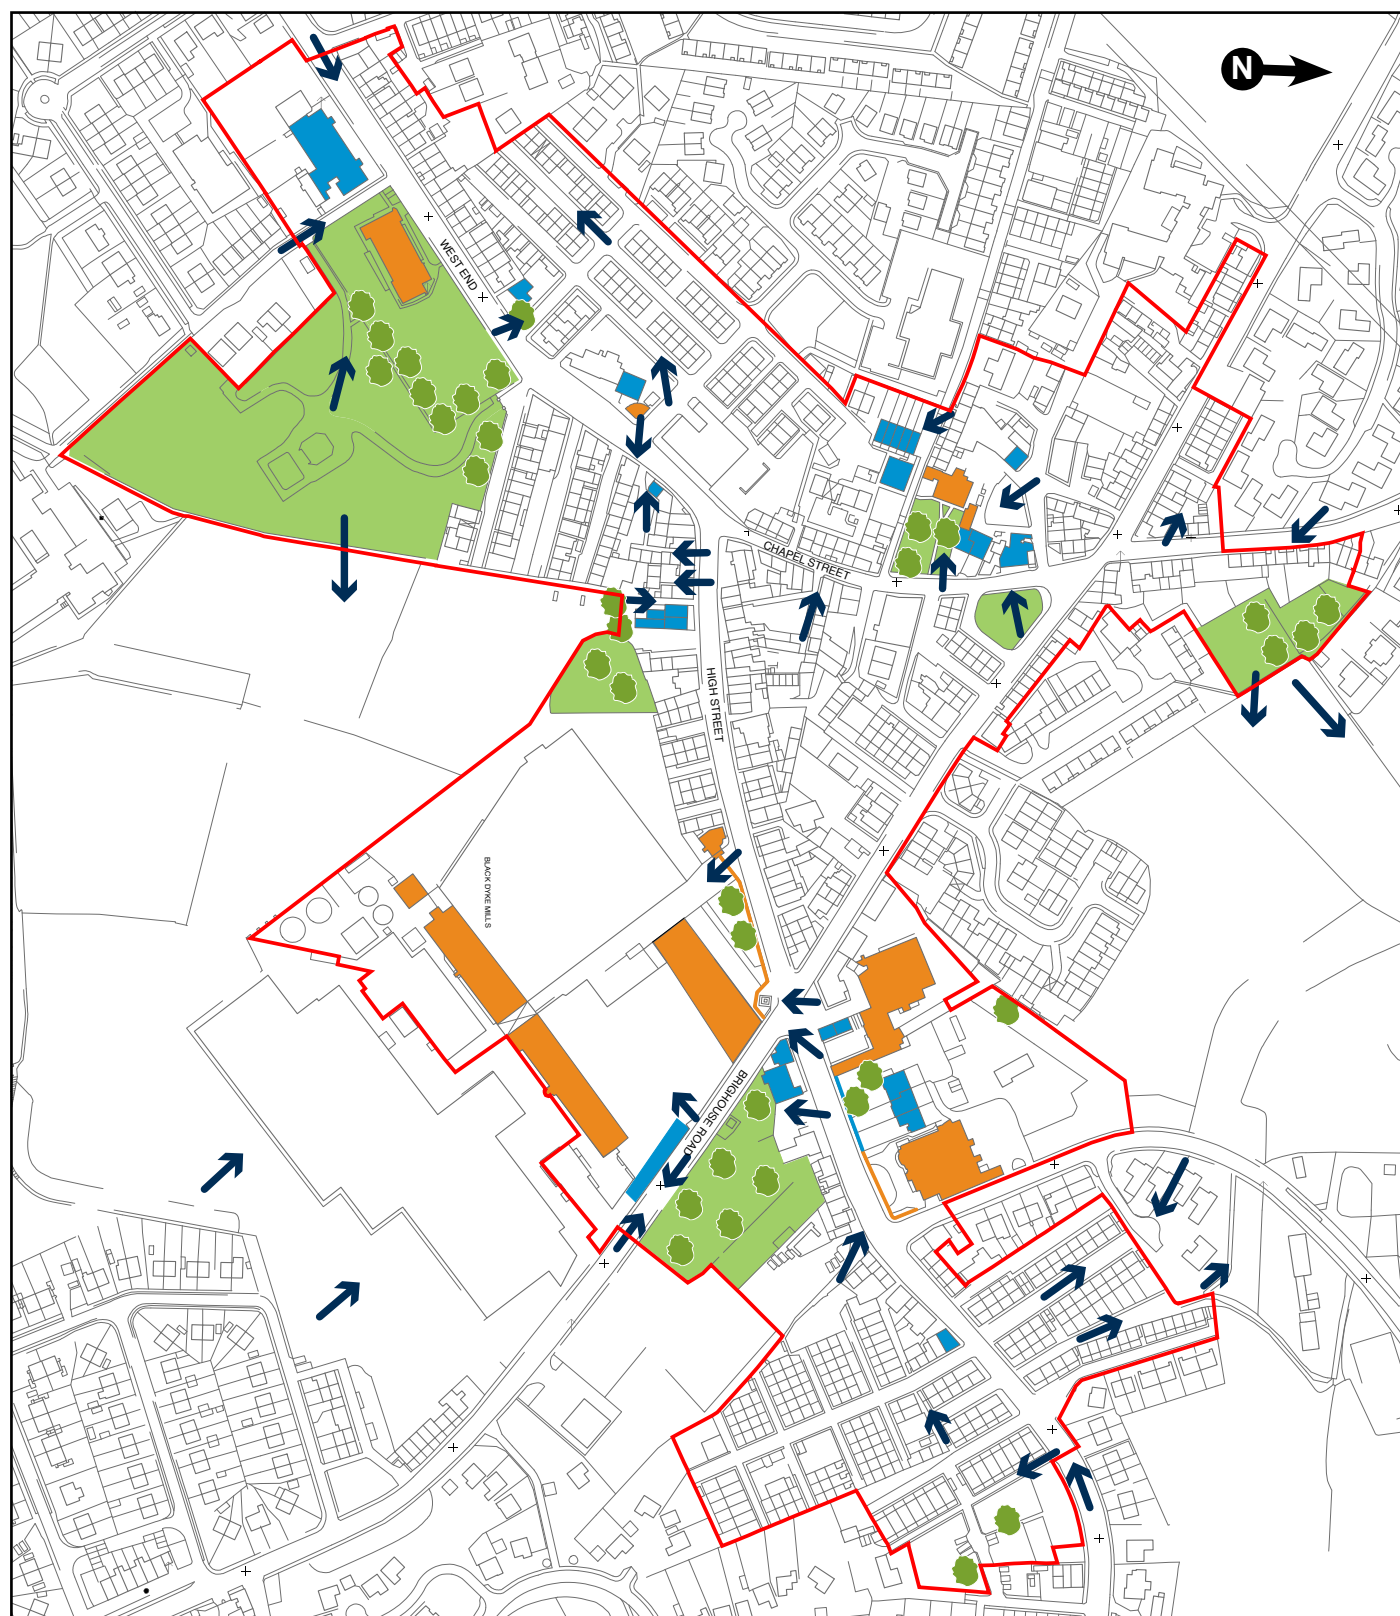 N
WEST END
CHAPEL STREET
HIGH STREET
BLACK DYKE MILLS
BRIGHOUSE ROAD